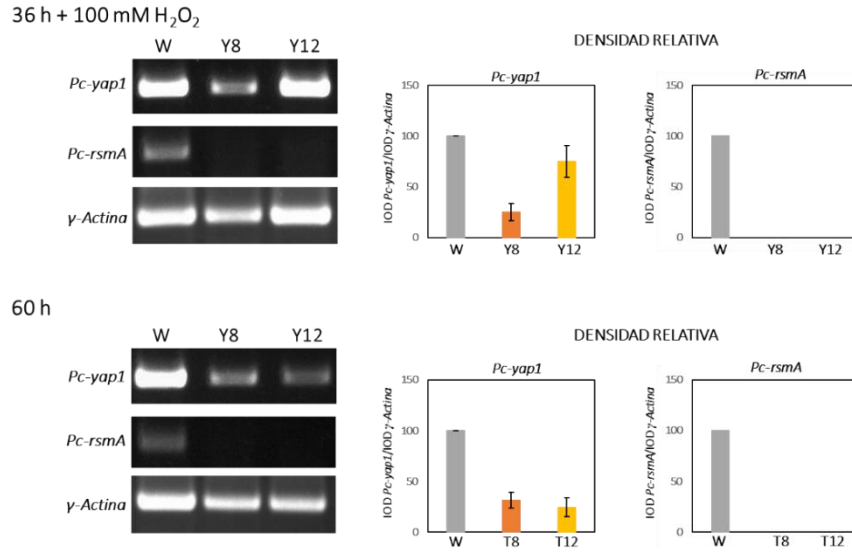 36 h + 100 mM H₂O₂
W Y8 Y12
Pc-yap1
Pc-rsmA
γ-Actina
DENSIDAD RELATIVA
Pc-yap1
IOD Pc-yap1/IOD γ-Actina
150
100
50
0
W Y8 Y12
Pc-rsmA
IOD Pc-rsmA/IOD γ-Actina
150
100
50
0
W Y8 Y12
60 h
W Y8 Y12
Pc-yap1
Pc-rsmA
γ-Actina
DENSIDAD RELATIVA
Pc-yap1
IOD Pc-yap1/IOD γ-Actina
150
100
50
0
W T8 T12
Pc-rsmA
IOD Pc-rsmA/IOD γ-Actina
150
100
50
0
W T8 T12